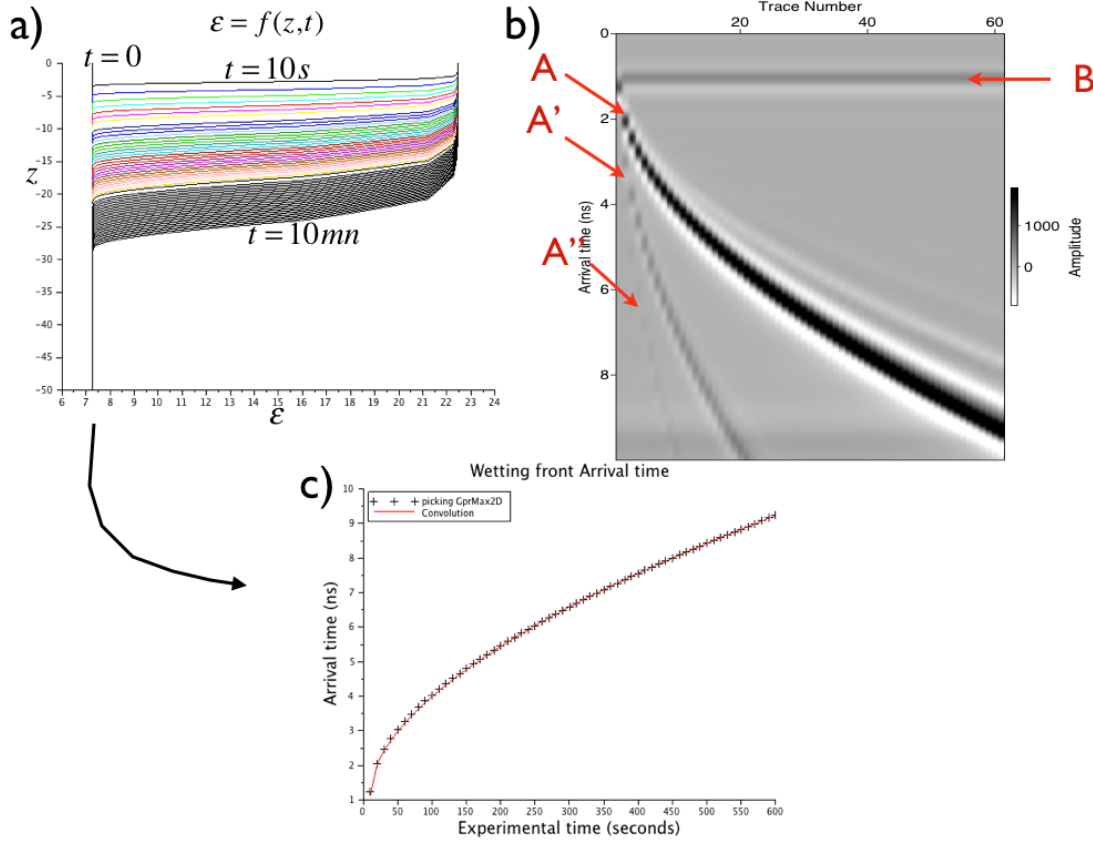 a)
ε = f(z,t)
t = 0
t = 10s
0
−5
−10
−15
−20
−25
−30
−35
−40
−45
−50
z
t = 10mn
6 7 8 9 10 11 12 13 14 15 16 17 18 19 20 21 22 23 24
ε
b)
Trace Number
20 40 60
0
2
4
6
8
Arrival time (ns)
A
A'
A"
B
1000
0
Amplitude
c)
Wetting front Arrival time
picking GprMax2D
Convolution
10
9
8
7
6
5
4
3
2
1
Arrival time (ns)
0 50 100 150 200 250 300 350 400 450 500 550 600
Experimental time (seconds)